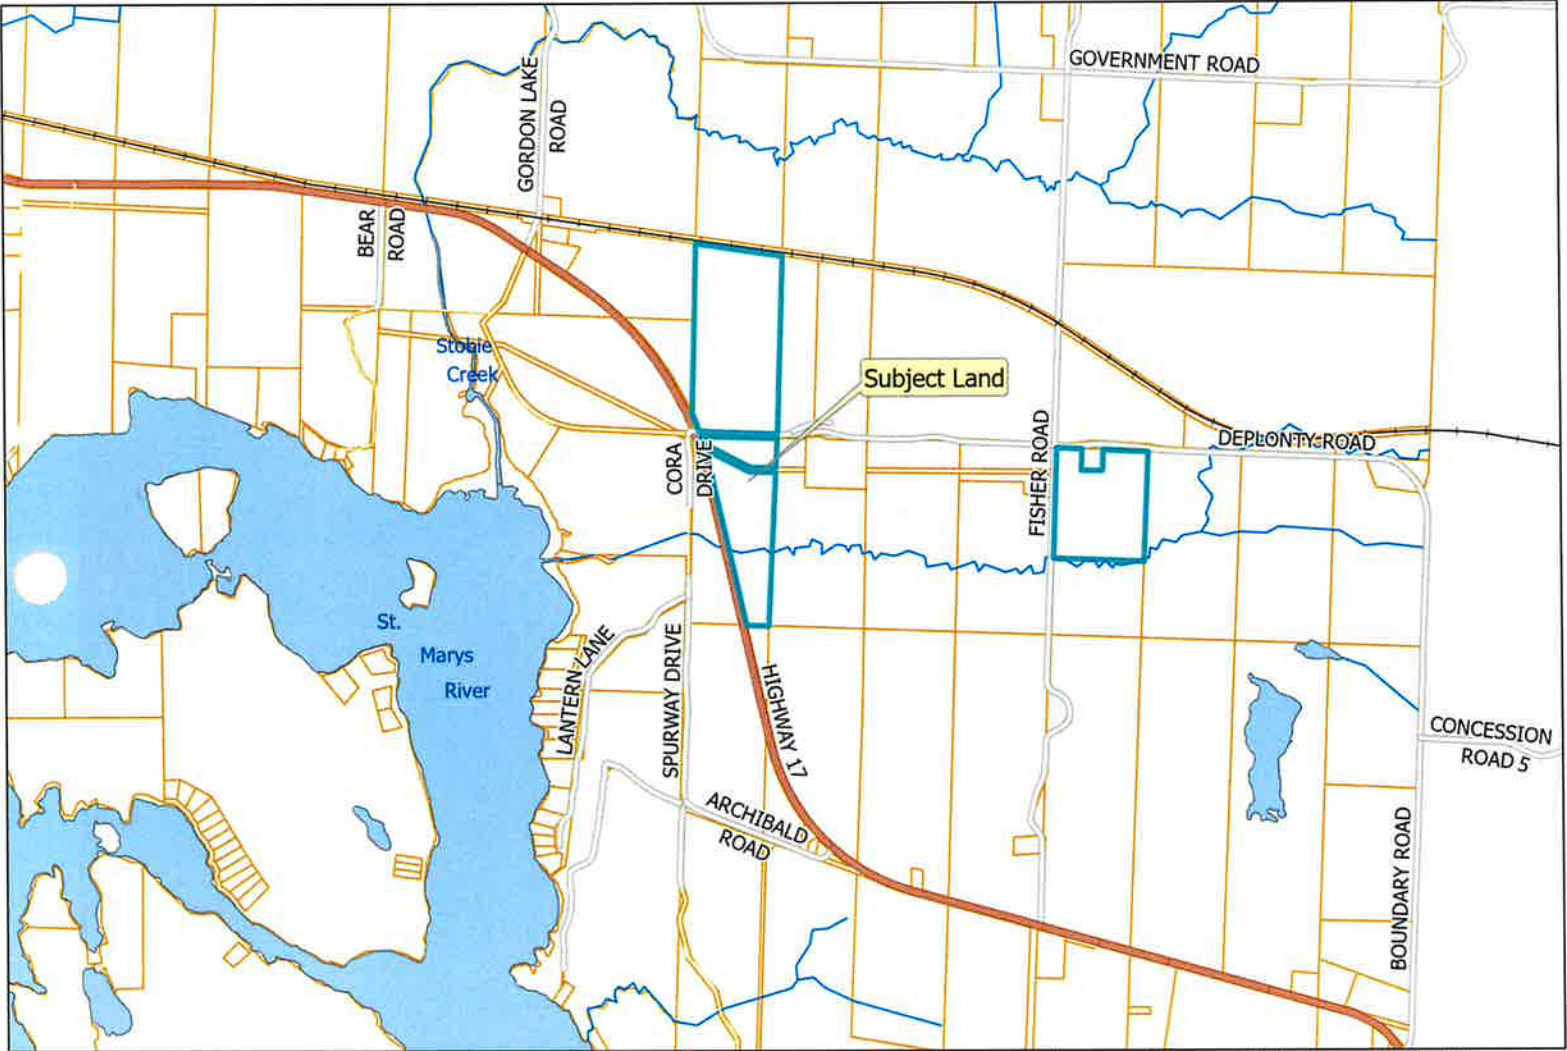 GOVERNMENT ROAD
GORDON LAKE
ROAD
BEAR
ROAD
Stobie
Creek
Subject Land
CORA
DRIVE
FISHER ROAD
DEPLONTY ROAD
St.
Marys
River
LANTERN LANE
SPURWAY DRIVE
HIGHWAY 17
CONCESSION
ROAD 5
ARCHIBALD
ROAD
BOUNDARY ROAD